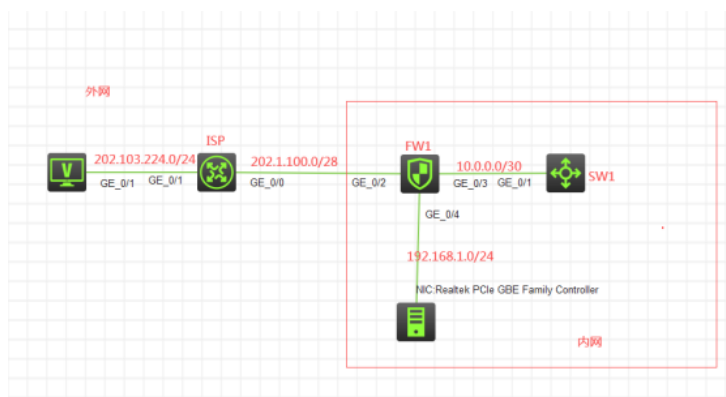 外网
ISP
202.103.224.0/24
202.1.100.0/28
GE_0/1
GE_0/1
GE_0/0
FW1
10.0.0.0/30
SW1
GE_0/2
GE_0/3
GE_0/1
GE_0/4
192.168.1.0/24
NIC:Realtek PCIe GBE Family Controller
内网
V